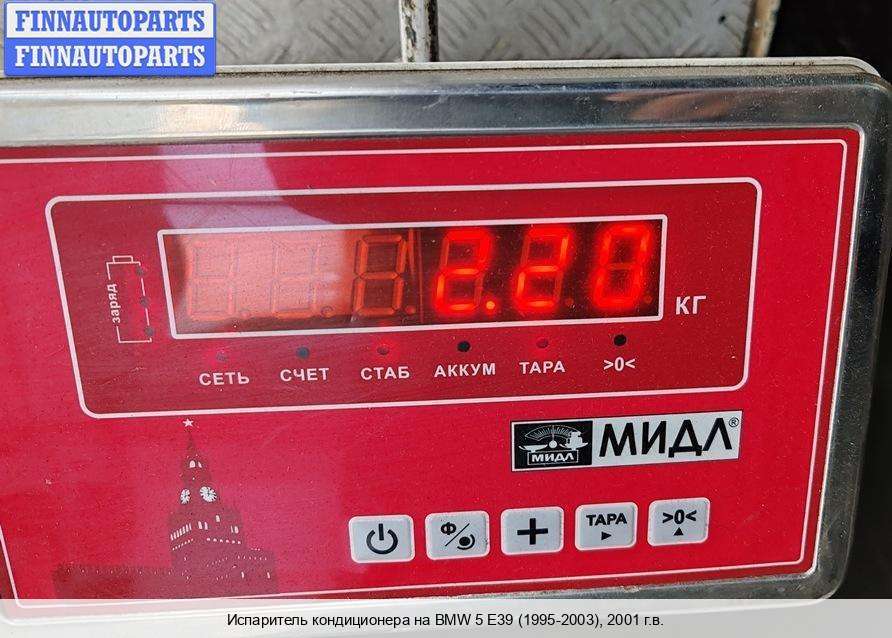 FINNAUTOPARTS
FINNAUTOPARTS
2.20
заряд
КГ
СЕТЬ СЧЕТ СТАБ АККУМ ТАРА >0<
МИДЛ
МИДЛ®
Ф ТАРА >0<
Испаритель кондиционера на BMW 5 E39 (1995-2003), 2001 г.в.